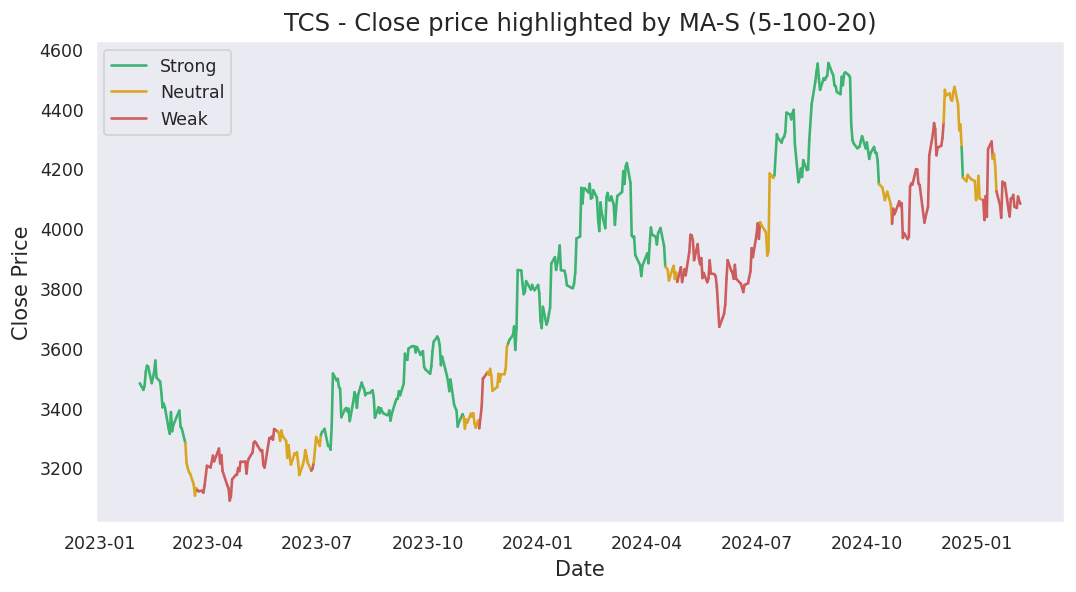 TCS - Close price highlighted by MA-S (5-100-20)
Strong
Neutral
Weak
Close Price
4600
4400
4200
4000
3800
3600
3400
3200
2023-01 2023-04 2023-07 2023-10 2024-01 2024-04 2024-07 2024-10 2025-01
Date